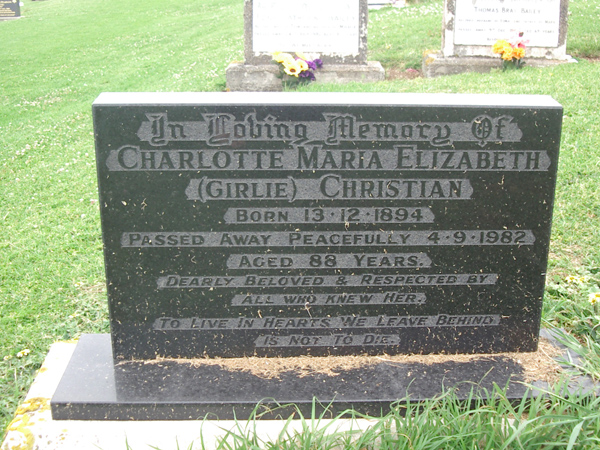 THOMAS
In Loving Memory Of
CHARLOTTE MARIA ELIZABETH
(GIRLIE) CHRISTIAN
BORN 13·12·1894
PASSED AWAY PEACEFULLY 4·9·1982
AGED 88 YEARS.
DEARLY BELOVED & RESPECTED BY
ALL WHO KNEW HER.
TO LIVE IN HEARTS WE LEAVE BEHIND
IS NOT TO DIE.